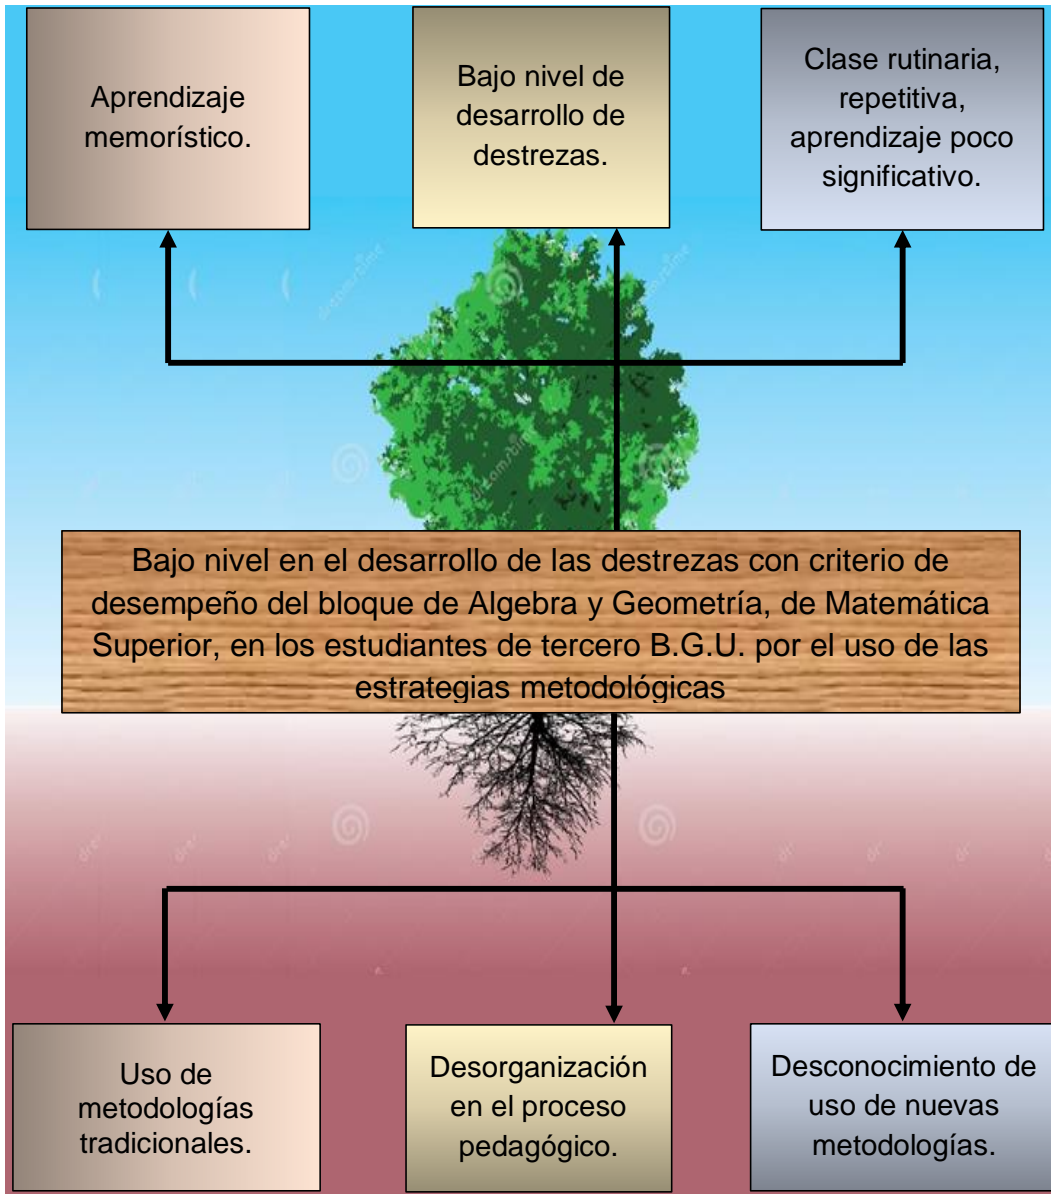 Aprendizaje
memorístico.
Bajo nivel de
desarrollo de
destrezas.
Clase rutinaria,
repetitiva,
aprendizaje poco
significativo.
dreamstime
Bajo nivel en el desarrollo de las destrezas con criterio de
desempeño del bloque de Algebra y Geometría, de Matemática
Superior, en los estudiantes de tercero B.G.U. por el uso de las
estrategias metodológicas
Uso de
metodologías
tradicionales.
Desorganización
en el proceso
pedagógico.
Desconocimiento de
uso de nuevas
metodologías.